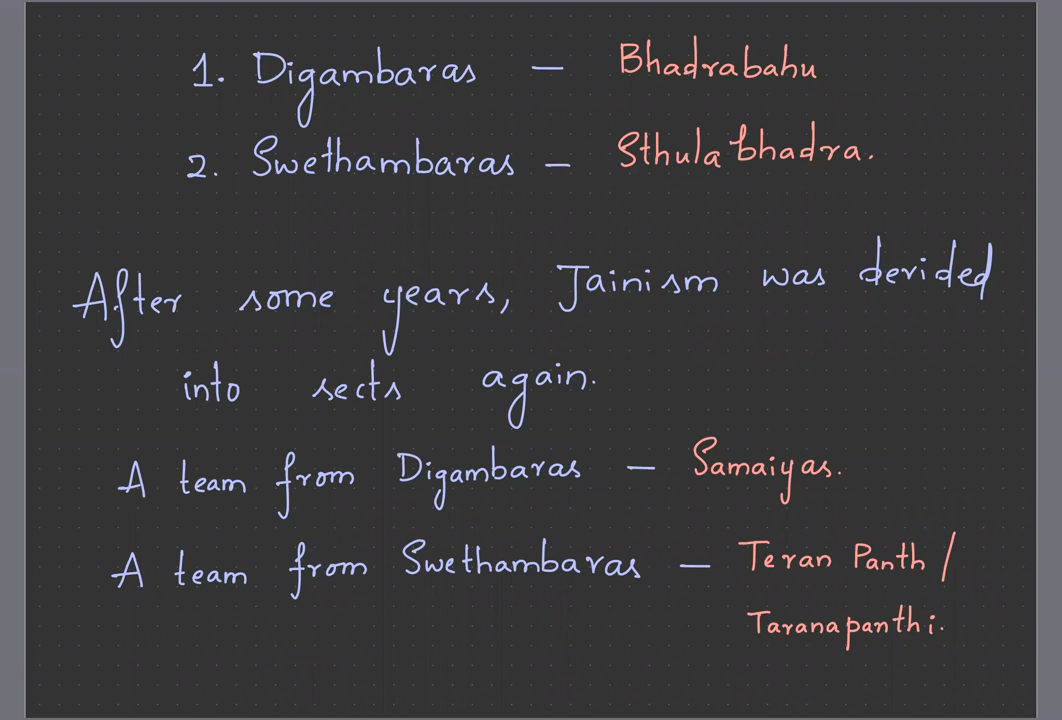 1. Digambaras — Bhadrabahu
2. Swethambaras — Sthulabhadra.
After some years, Jainism was devided
into sects again.
A team from Digambaras — Samaiyas.
A team from Swethambaras — Teran Panth /
Taranapanthi.